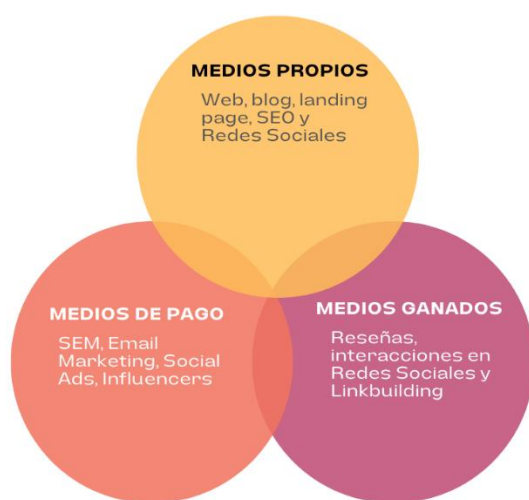 MEDIOS PROPIOS
Web, blog, landing
page, SEO y
Redes Sociales
MEDIOS DE PAGO
SEM, Email
Marketing, Social
Ads, Influencers
MEDIOS GANADOS
Reseñas,
interacciones en
Redes Sociales y
Linkbuilding